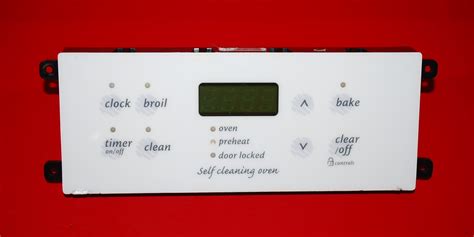 clock broil
bake
oven
timer
on/off
clean
preheat
clear
/off
door locked
controls
Self cleaning oven